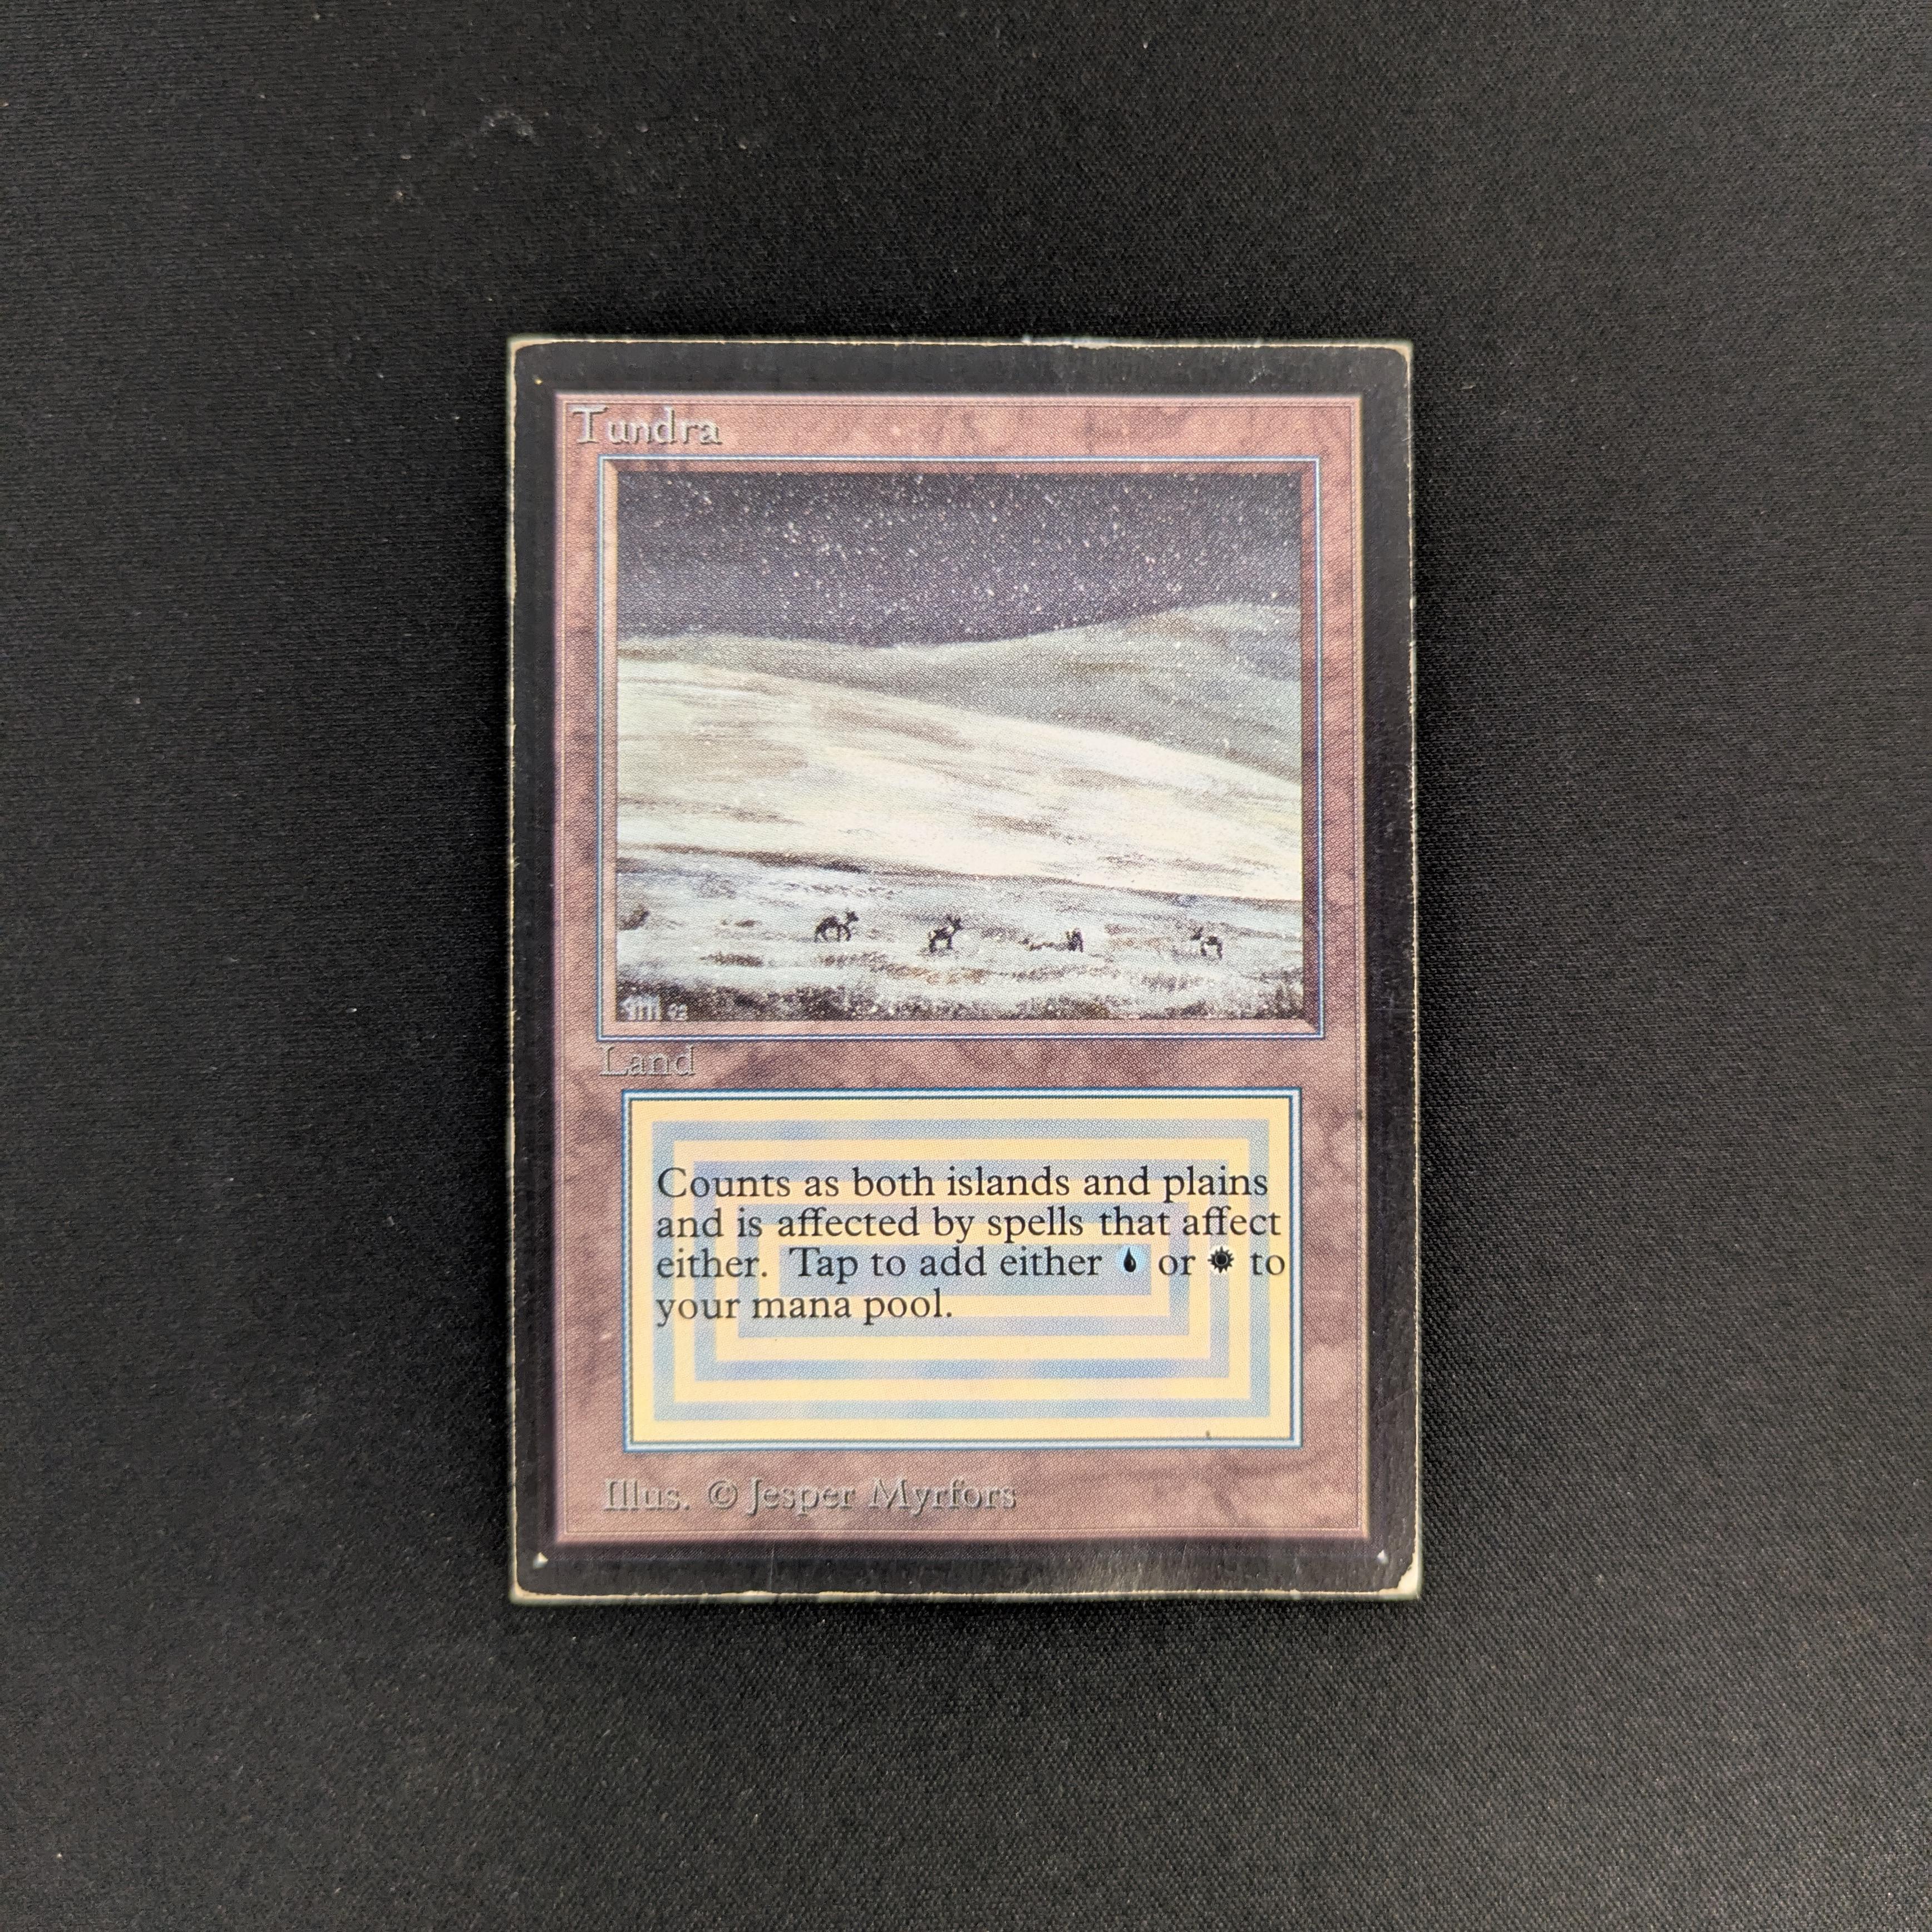 Tundra
Land
Counts as both islands and plains
and is affected by spells that affect
either. Tap to add either or to
your mana pool.
Illus. © Jesper Myrfors